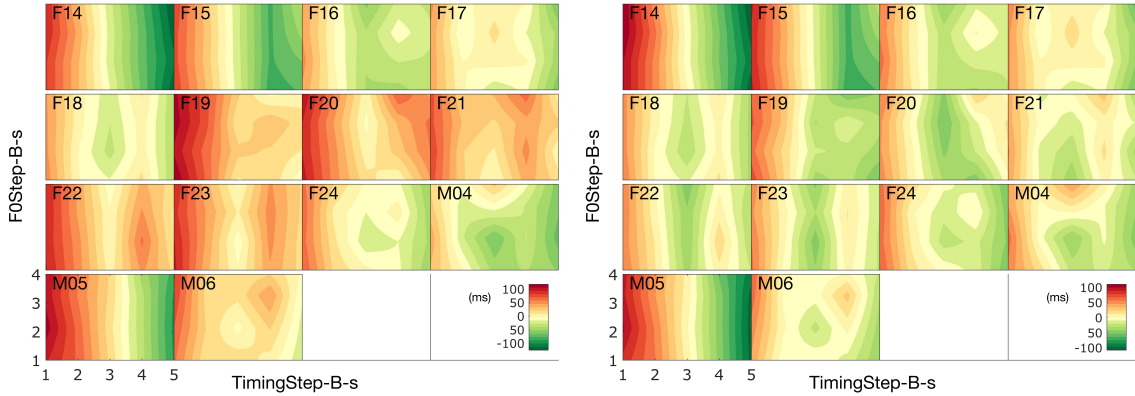 F14 F15 F16 F17
F18 F19 F20 F21
F22 F23 F24 M04
M05 M06
F0Step-B-s
4
3
2
1
1 2 3 4 5
TimingStep-B-s
(ms)
100
50
0
50
-100
F14 F15 F16 F17
F18 F19 F20 F21
F22 F23 F24 M04
M05 M06
F0Step-B-s
4
3
2
1
1 2 3 4 5
TimingStep-B-s
(ms)
100
50
0
50
-100